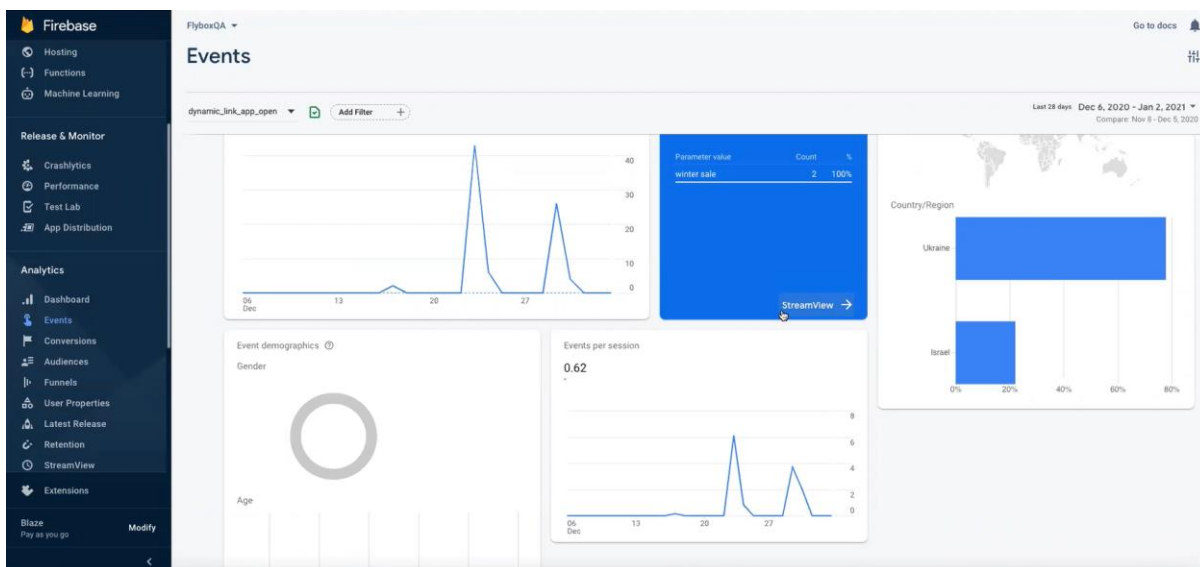 Firebase
Hosting
Functions
Machine Learning
Release & Monitor
Crashlytics
Performance
Test Lab
App Distribution
Analytics
Dashboard
Events
Conversions
Audiences
Funnels
User Properties
Latest Release
Retention
StreamView
Extensions
Blaze
Pay as you go
Modify
FlyboxQA
Go to docs
Events
dynamic_link_app_open
Add Filter
Last 28 days Dec 6, 2020 - Jan 2, 2021
Compare: Nov 8 - Dec 5, 2020
40
30
20
10
0
06 13 20 27
Dec
Parameter value Count %
winter sale 2 100%
StreamView
Country/Region
Ukraine
Israel
0% 20% 40% 60% 80%
Event demographics
Gender
Age
Events per session
0.62
-
8
6
4
2
0
06 13 20 27
Dec